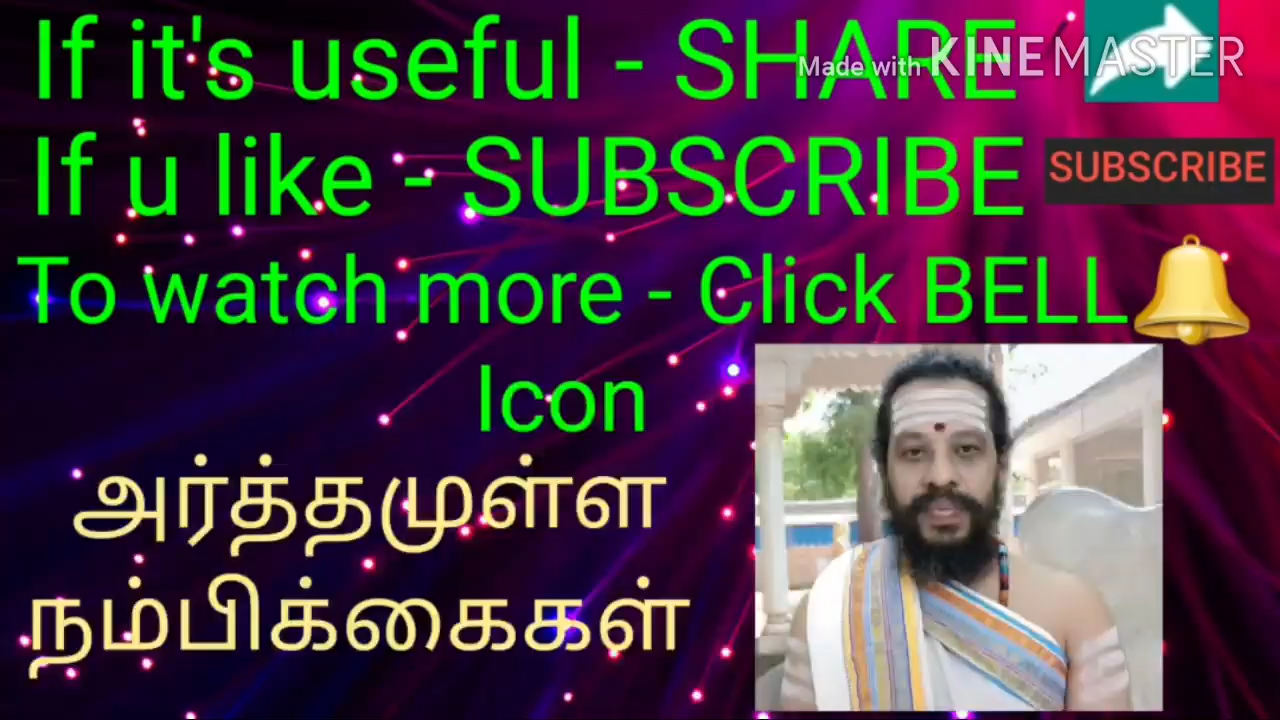 If it's useful - SHARE
Made with KINEMASTER
If u like - SUBSCRIBE
SUBSCRIBE
To watch more - Click BELL
Icon
அர்த்தமுள்ள
நம்பிக்கைகள்